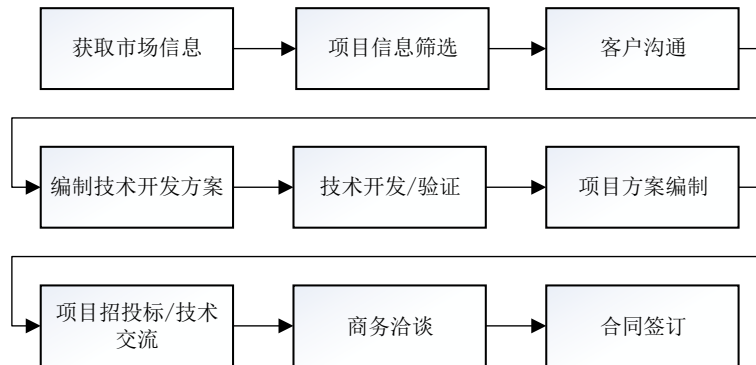 获取市场信息
项目信息筛选
客户沟通
编制技术开发方案
技术开发/验证
项目方案编制
项目招投标/技术
交流
商务洽谈
合同签订